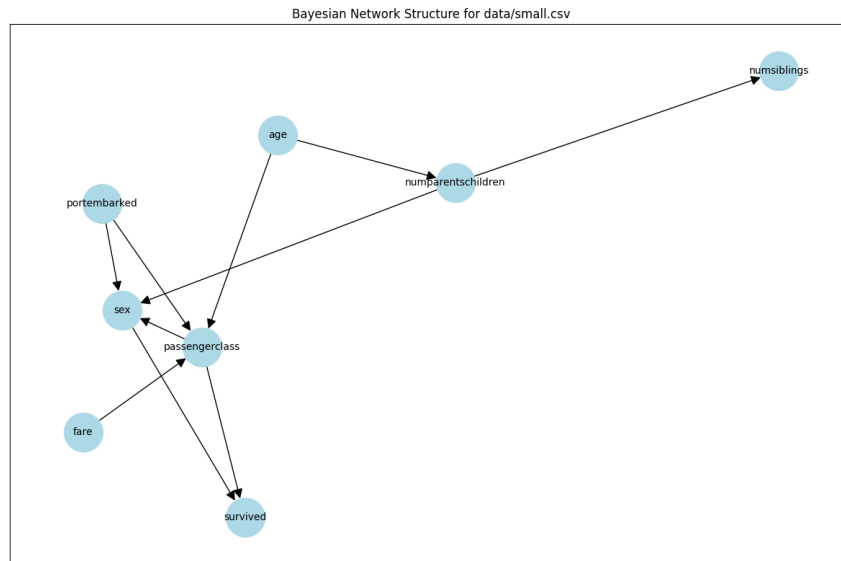 Bayesian Network Structure for data/small.csv
numsiblings
age
numparentschildren
portembarked
sex
passengerclass
fare
survived